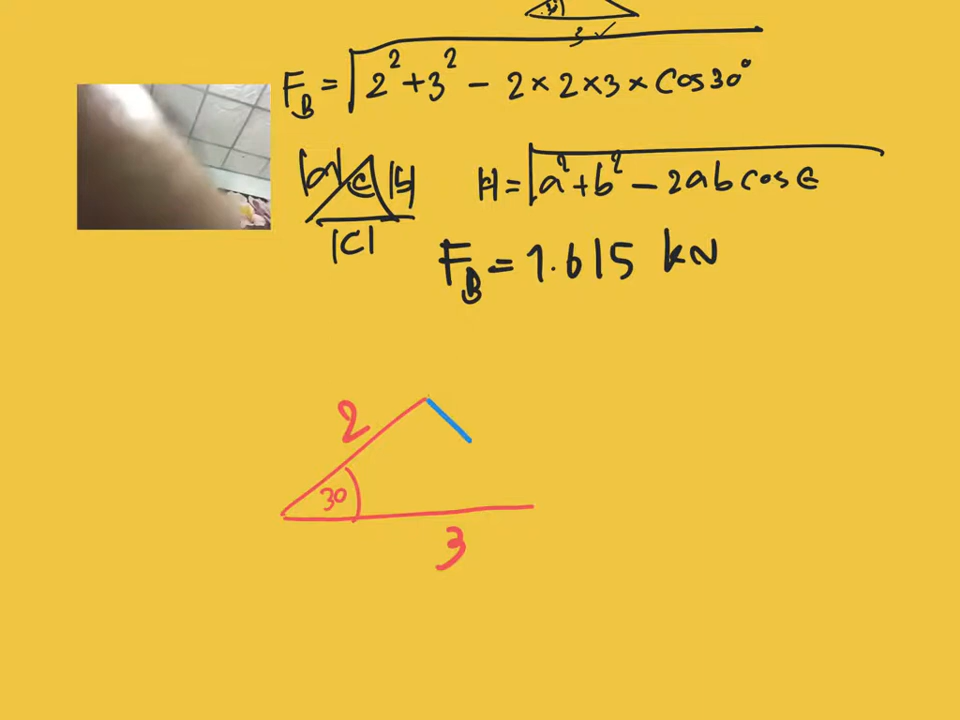 3 ✓
F_B = √2² + 3² - 2 × 2 × 3 × cos 30°
|a| θ |b| H = √a² + b² - 2ab cos θ
|c|
F_B = 1.615 kN
2
30
3